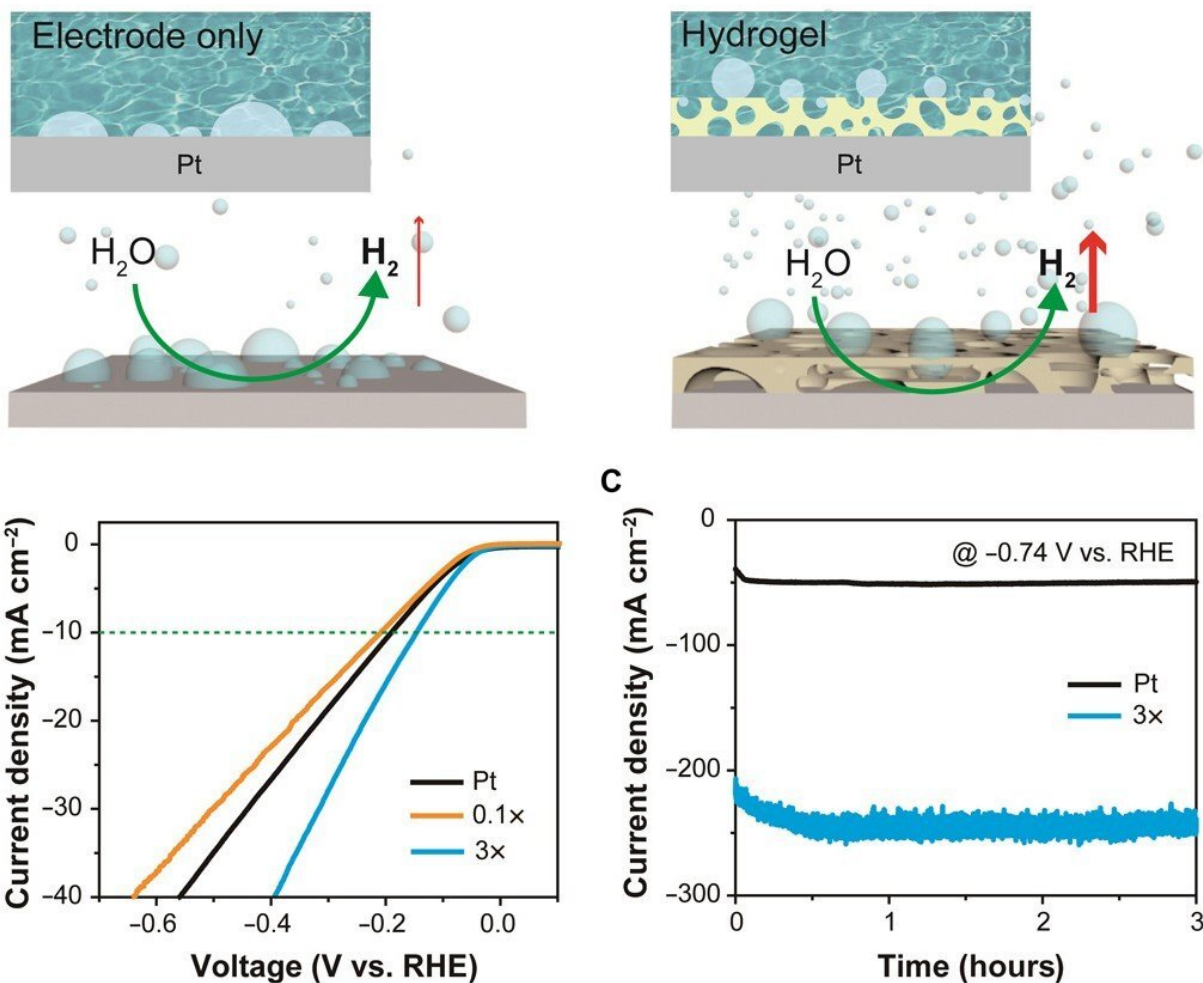 Electrode only
Pt
H₂O
H₂
Hydrogel
Pt
H₂O
H₂
Current density (mA cm⁻²)
0
−10
−20
−30
−40
−0.6
−0.4
−0.2
0.0
Voltage (V vs. RHE)
Pt
0.1×
3×
C
Current density (mA cm⁻²)
0
−100
−200
−300
@ −0.74 V vs. RHE
Pt
3×
0
1
2
3
Time (hours)